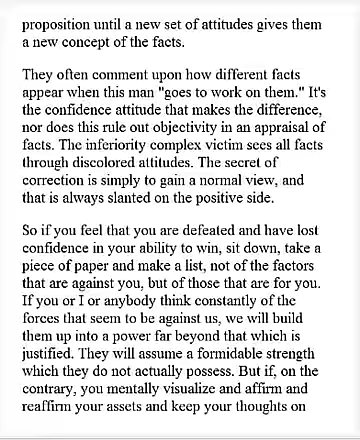 proposition until a new set of attitudes gives them
a new concept of the facts.
They often comment upon how different facts
appear when this man "goes to work on them." It's
the confidence attitude that makes the difference,
nor does this rule out objectivity in an appraisal of
facts. The inferiority complex victim sees all facts
through discolored attitudes. The secret of
correction is simply to gain a normal view, and
that is always slanted on the positive side.
So if you feel that you are defeated and have lost
confidence in your ability to win, sit down, take a
piece of paper and make a list, not of the factors
that are against you, but of those that are for you.
If you or I or anybody think constantly of the
forces that seem to be against us, we will build
them up into a power far beyond that which is
justified. They will assume a formidable strength
which they do not actually possess. But if, on the
contrary, you mentally visualize and affirm and
reaffirm your assets and keep your thoughts on